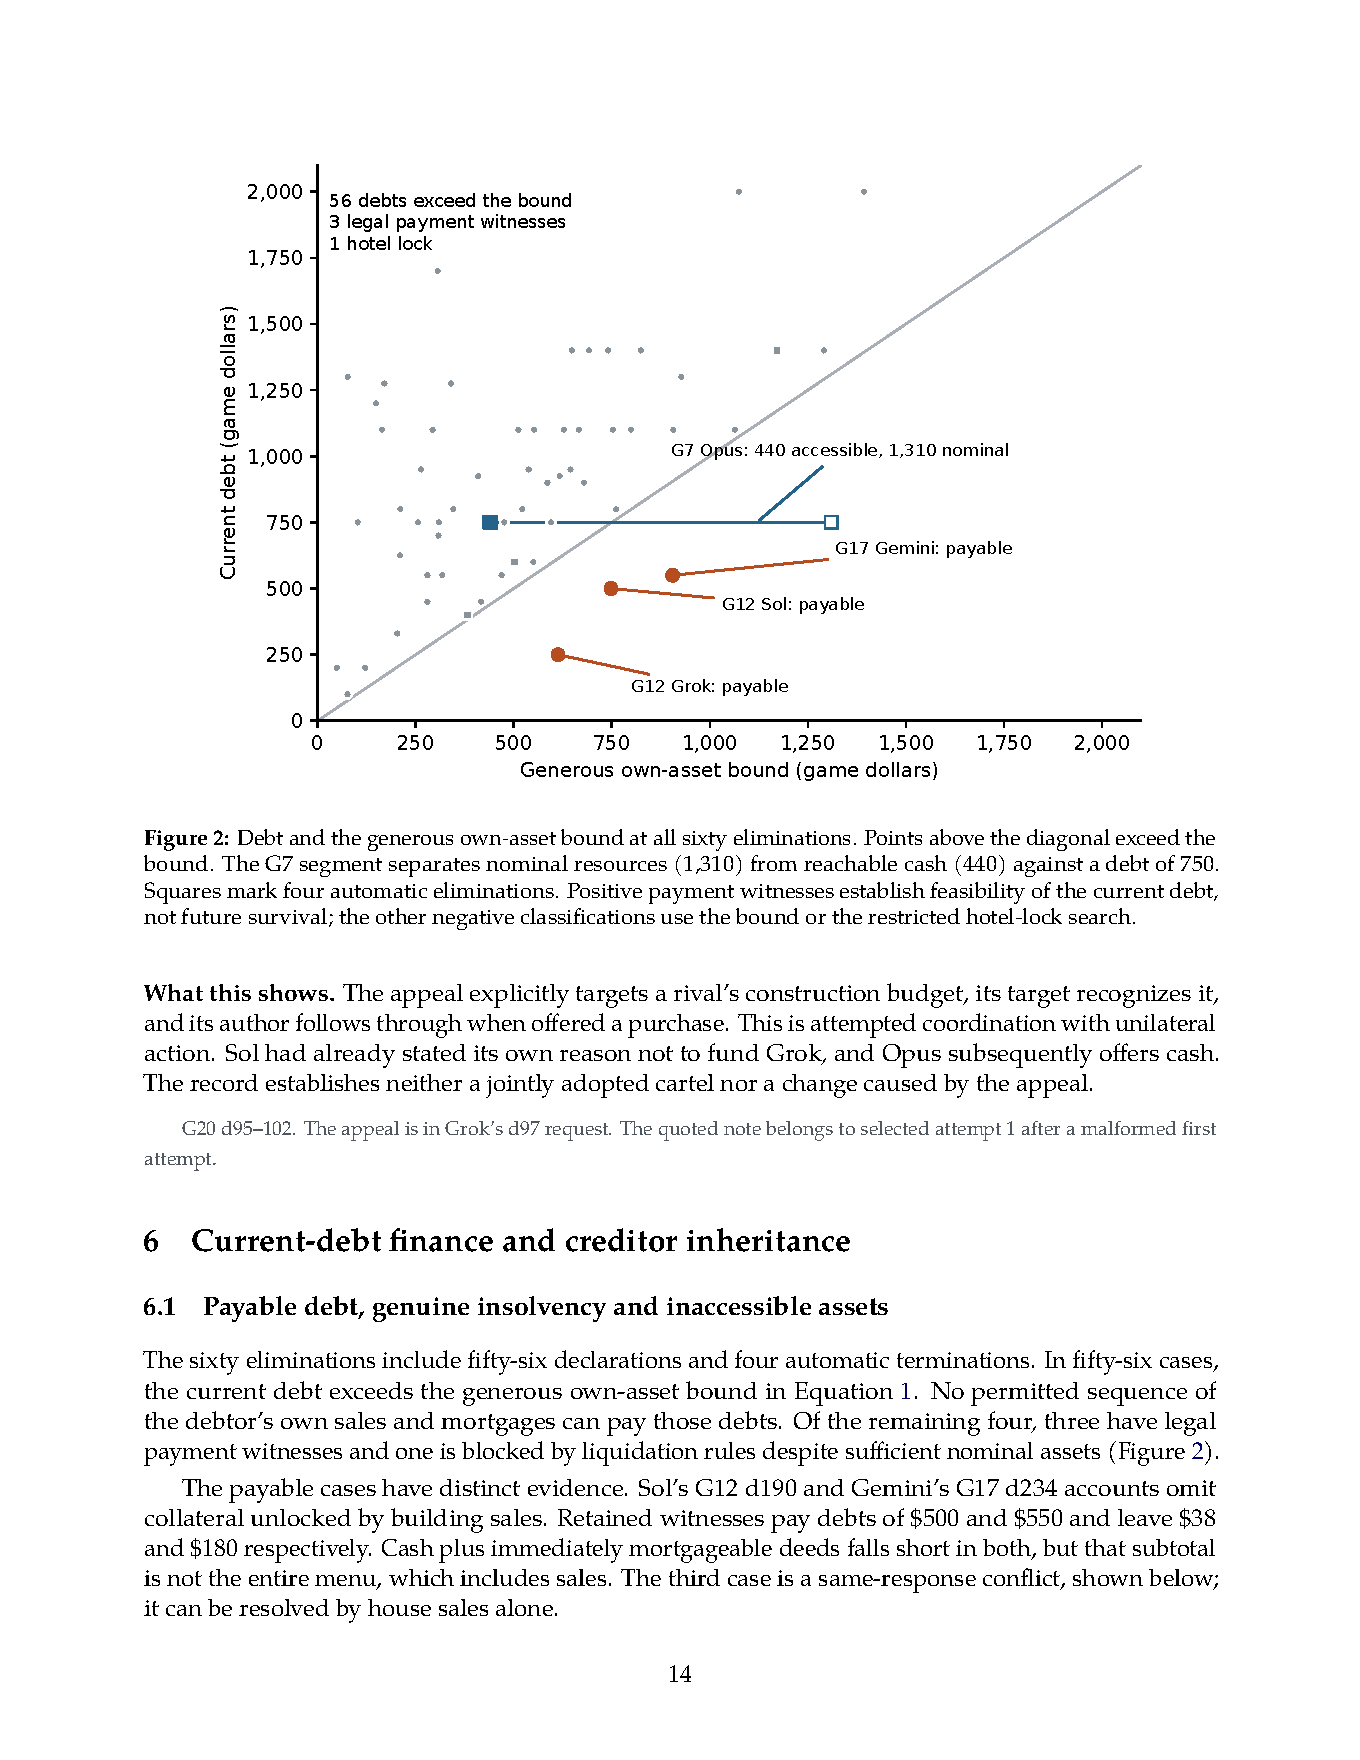 2,000
1,750
1,500
1,250
1,000
750
500
250
0
Current debt (game dollars)
56 debts exceed the bound
3 legal payment witnesses
1 hotel lock
G7 Opus: 440 accessible, 1,310 nominal
G17 Gemini: payable
G12 Sol: payable
G12 Grok: payable
0 250 500 750 1,000 1,250 1,500 1,750 2,000
Generous own-asset bound (game dollars)
Figure 2: Debt and the generous own-asset bound at all sixty eliminations. Points above the diagonal exceed the
bound. The G7 segment separates nominal resources (1,310) from reachable cash (440) against a debt of 750.
Squares mark four automatic eliminations. Positive payment witnesses establish feasibility of the current debt,
not future survival; the other negative classifications use the bound or the restricted hotel-lock search.
What this shows. The appeal explicitly targets a rival's construction budget, its target recognizes it,
and its author follows through when offered a purchase. This is attempted coordination with unilateral
action. Sol had already stated its own reason not to fund Grok, and Opus subsequently offers cash.
The record establishes neither a jointly adopted cartel nor a change caused by the appeal.
G20 d95–102. The appeal is in Grok's d97 request. The quoted note belongs to selected attempt 1 after a malformed first
attempt.
6 Current-debt finance and creditor inheritance
6.1 Payable debt, genuine insolvency and inaccessible assets
The sixty eliminations include fifty-six declarations and four automatic terminations. In fifty-six cases,
the current debt exceeds the generous own-asset bound in Equation 1. No permitted sequence of
the debtor's own sales and mortgages can pay those debts. Of the remaining four, three have legal
payment witnesses and one is blocked by liquidation rules despite sufficient nominal assets (Figure 2).
The payable cases have distinct evidence. Sol's G12 d190 and Gemini's G17 d234 accounts omit
collateral unlocked by building sales. Retained witnesses pay debts of $500 and $550 and leave $38
and $180 respectively. Cash plus immediately mortgageable deeds falls short in both, but that subtotal
is not the entire menu, which includes sales. The third case is a same-response conflict, shown below;
it can be resolved by house sales alone.
14